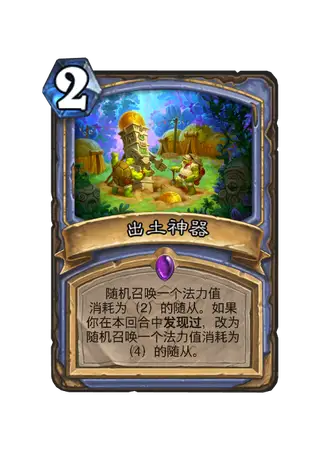 2
出土神器
随机召唤一个法力值
消耗为（2）的随从。如果
你在本回合中发现过，改为
随机召唤一个法力值消耗为
（4）的随从。